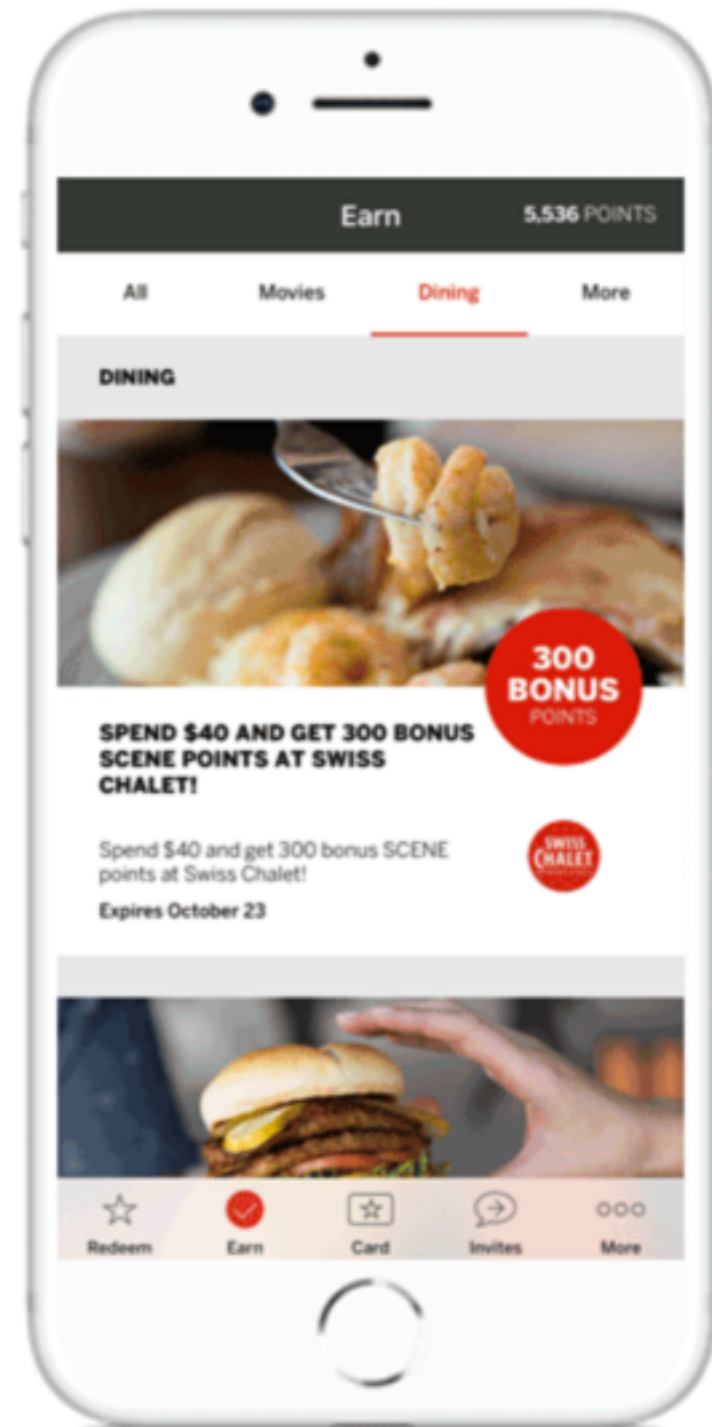 Earn 5,536 POINTS
All Movies Dining More
DINING
300
BONUS
POINTS
SPEND $40 AND GET 300 BONUS
SCENE POINTS AT SWISS
CHALET!
Spend $40 and get 300 bonus SCENE
points at Swiss Chalet!
Expires October 23
SWISS
CHALET
Redeem Earn Card Invites More